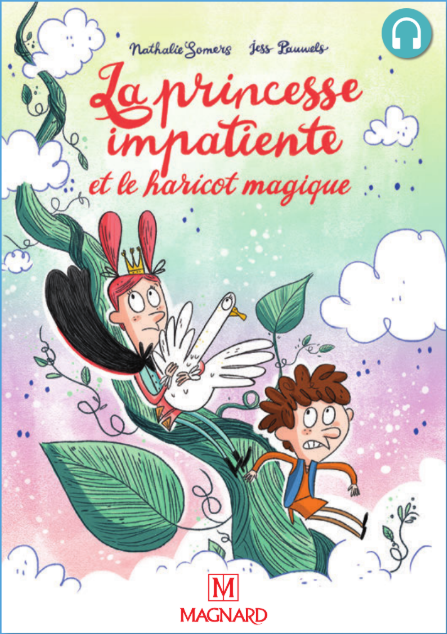 Nathalie Somers Jess Pauwels
La princesse
impatiente
et le haricot magique
M
MAGNARD